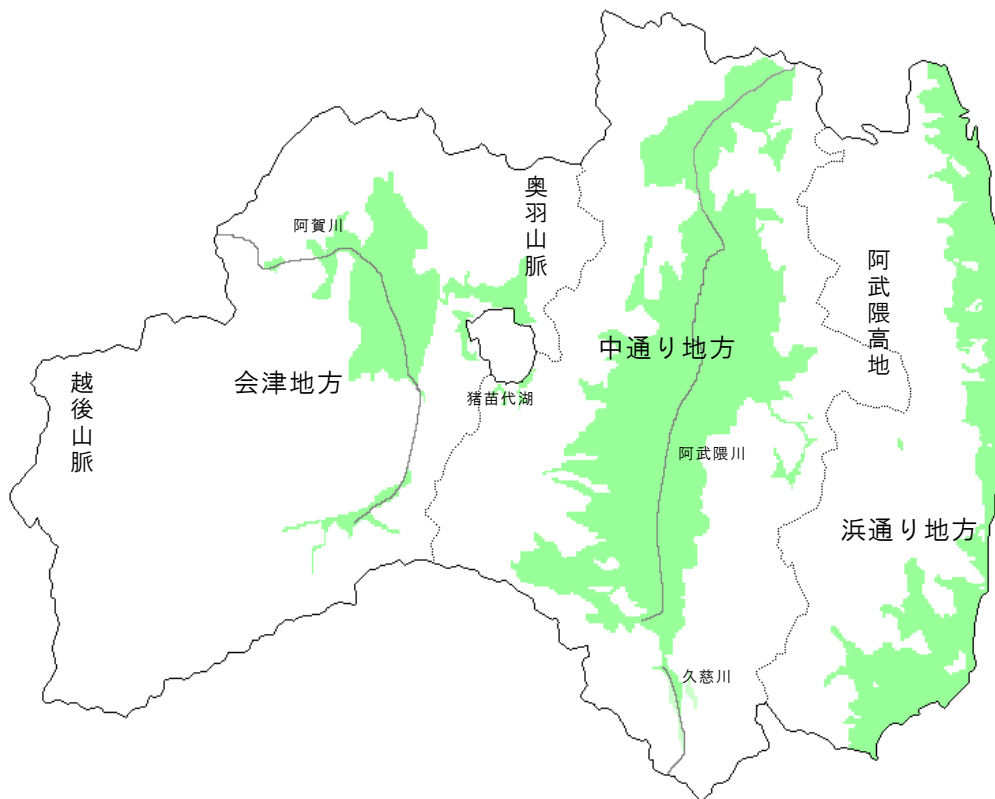 奥羽山脈
阿賀川
阿武隈高地
中通り地方
会津地方
越後山脈
猪苗代湖
阿武隈川
浜通り地方
久慈川